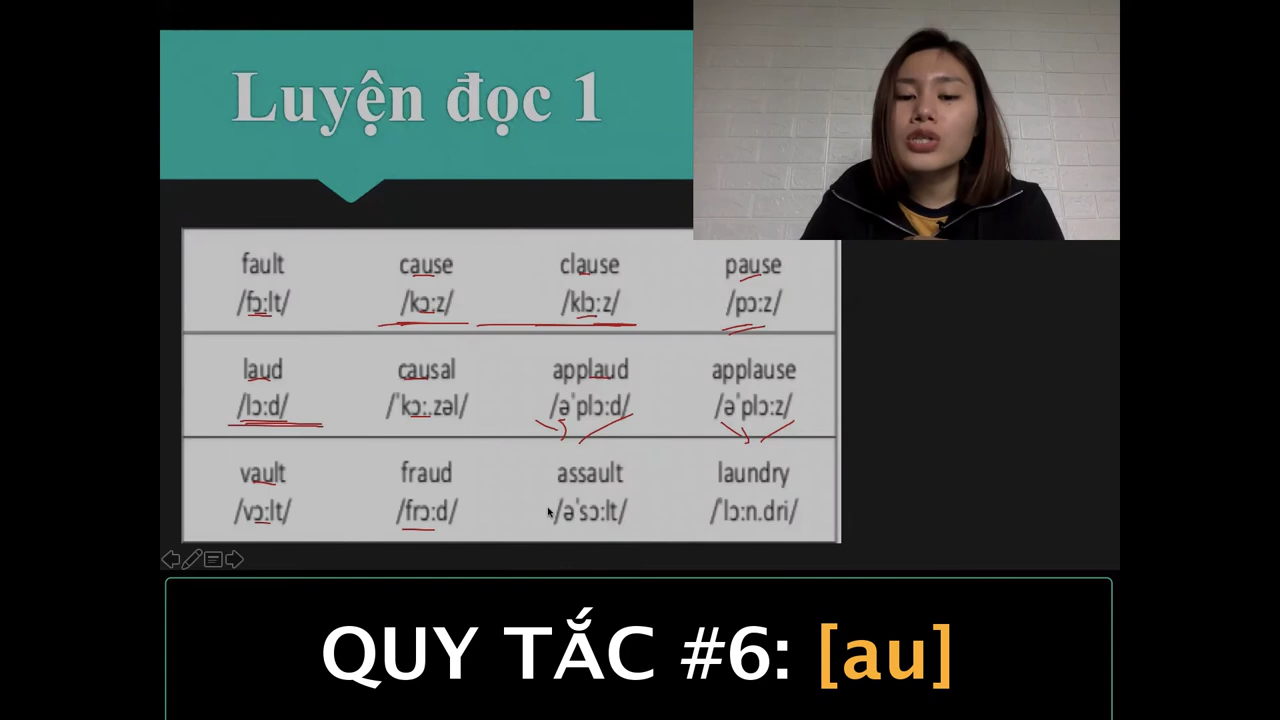 Luyện đọc 1
fault cause clause pause
/fɔːlt/ /kɔːz/ /klɔːz/ /pɔːz/
laud causal applaud applause
/lɔːd/ /ˈkɔː.zəl/ /əˈplɔːd/ /əˈplɔːz/
vault fraud assault laundry
/vɔːlt/ /frɔːd/ /əˈsɔːlt/ /ˈlɔːn.dri/
QUY TẮC #6: [au]